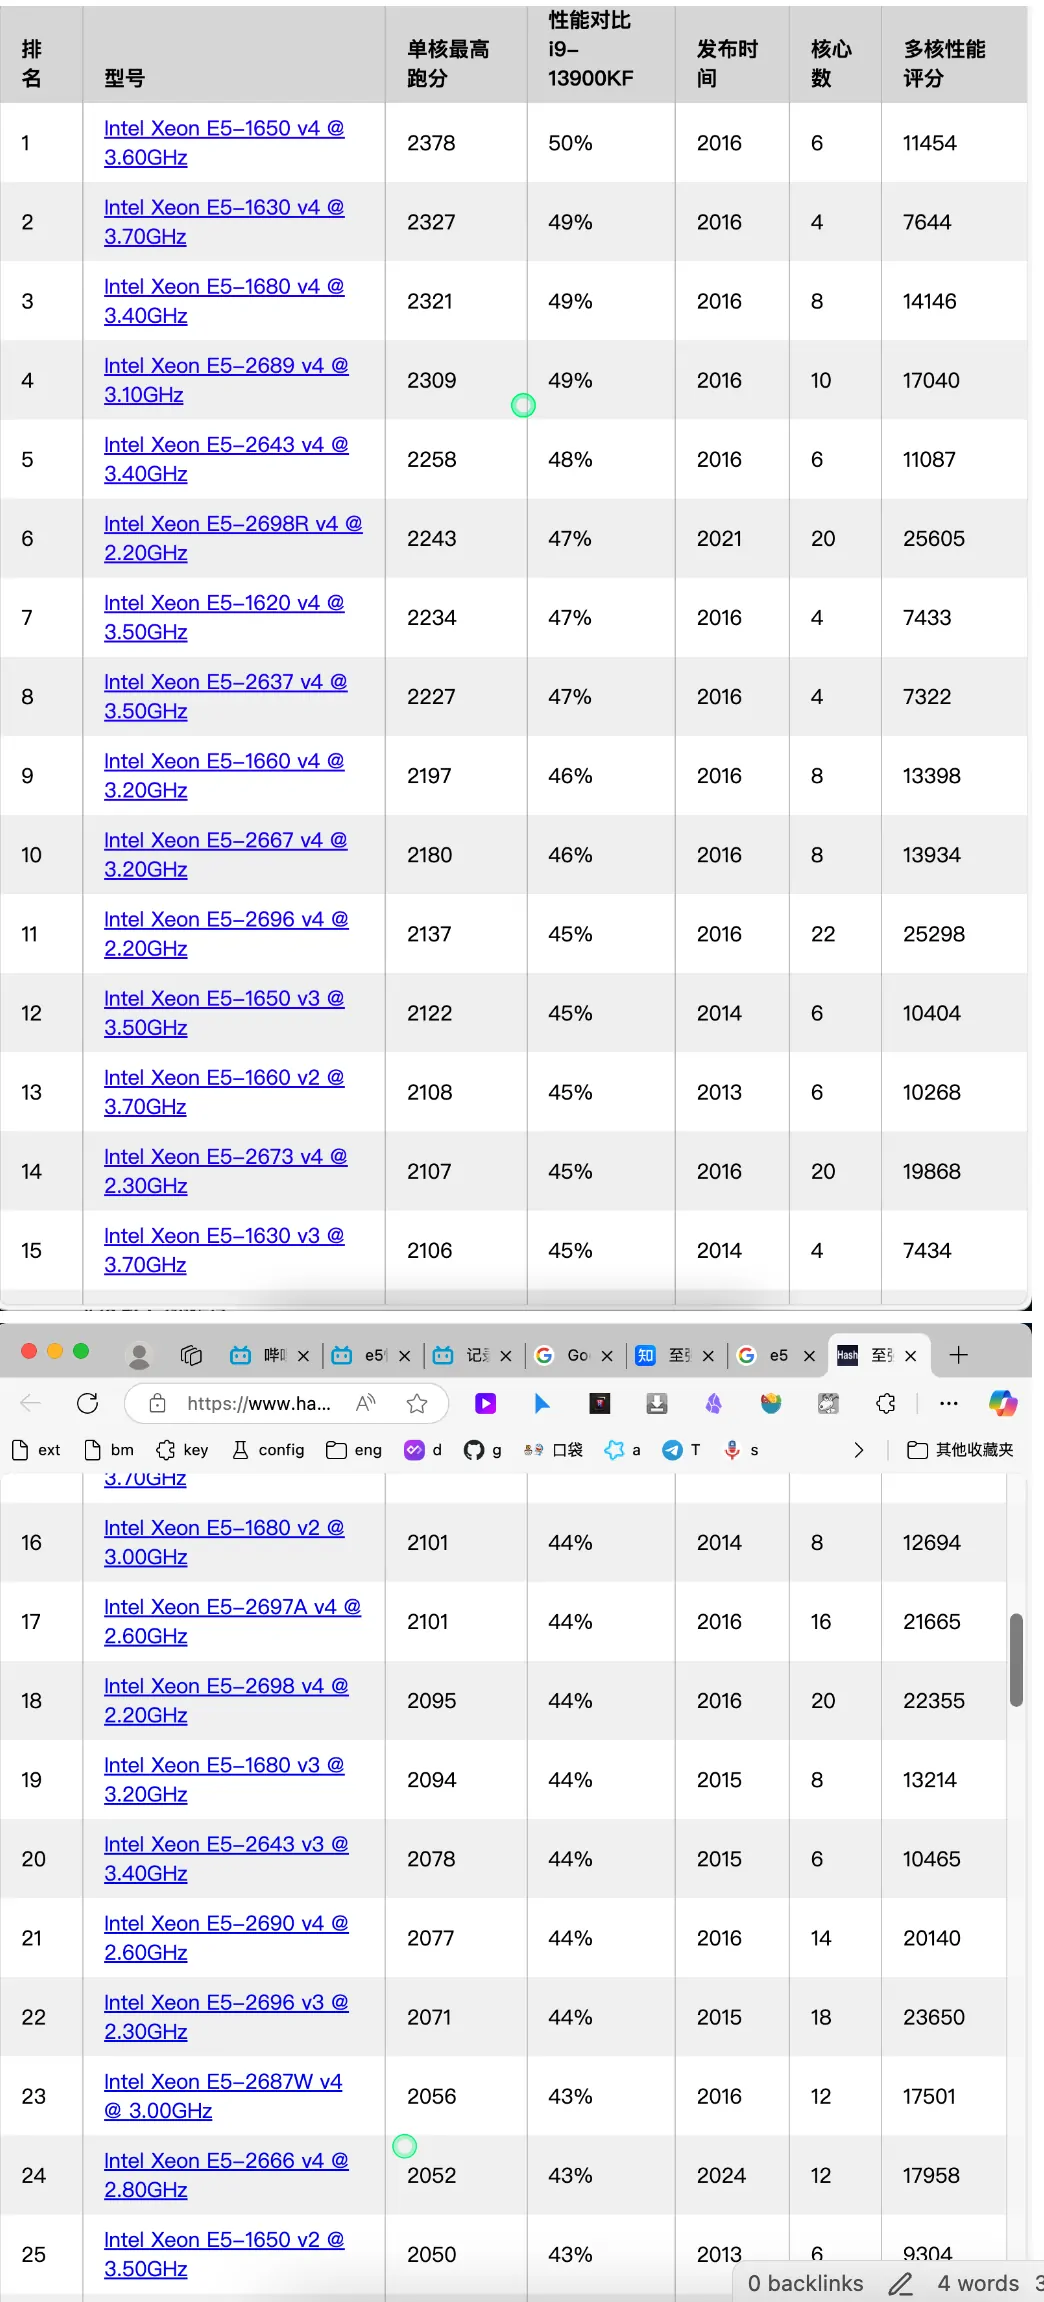 排名 型号 单核最高跑分 性能对比 i9-13900KF 发布时间 核心数 多核性能评分
1 Intel Xeon E5-1650 v4 @ 3.60GHz 2378 50% 2016 6 11454
2 Intel Xeon E5-1630 v4 @ 3.70GHz 2327 49% 2016 4 7644
3 Intel Xeon E5-1680 v4 @ 3.40GHz 2321 49% 2016 8 14146
4 Intel Xeon E5-2689 v4 @ 3.10GHz 2309 49% 2016 10 17040
5 Intel Xeon E5-2643 v4 @ 3.40GHz 2258 48% 2016 6 11087
6 Intel Xeon E5-2698R v4 @ 2.20GHz 2243 47% 2021 20 25605
7 Intel Xeon E5-1620 v4 @ 3.50GHz 2234 47% 2016 4 7433
8 Intel Xeon E5-2637 v4 @ 3.50GHz 2227 47% 2016 4 7322
9 Intel Xeon E5-1660 v4 @ 3.20GHz 2197 46% 2016 8 13398
10 Intel Xeon E5-2667 v4 @ 3.20GHz 2180 46% 2016 8 13934
11 Intel Xeon E5-2696 v4 @ 2.20GHz 2137 45% 2016 22 25298
12 Intel Xeon E5-1650 v3 @ 3.50GHz 2122 45% 2014 6 10404
13 Intel Xeon E5-1660 v2 @ 3.70GHz 2108 45% 2013 6 10268
14 Intel Xeon E5-2673 v4 @ 2.30GHz 2107 45% 2016 20 19868
15 Intel Xeon E5-1630 v3 @ 3.70GHz 2106 45% 2014 4 7434
哔 e5 记 Go 知 至 e5 Hash 至
https://www.ha...
ext bm key config eng d g 口袋 a T s 其他收藏夹
3.70GHz
16 Intel Xeon E5-1680 v2 @ 3.00GHz 2101 44% 2014 8 12694
17 Intel Xeon E5-2697A v4 @ 2.60GHz 2101 44% 2016 16 21665
18 Intel Xeon E5-2698 v4 @ 2.20GHz 2095 44% 2016 20 22355
19 Intel Xeon E5-1680 v3 @ 3.20GHz 2094 44% 2015 8 13214
20 Intel Xeon E5-2643 v3 @ 3.40GHz 2078 44% 2015 6 10465
21 Intel Xeon E5-2690 v4 @ 2.60GHz 2077 44% 2016 14 20140
22 Intel Xeon E5-2696 v3 @ 2.30GHz 2071 44% 2015 18 23650
23 Intel Xeon E5-2687W v4 @ 3.00GHz 2056 43% 2016 12 17501
24 Intel Xeon E5-2666 v4 @ 2.80GHz 2052 43% 2024 12 17958
25 Intel Xeon E5-1650 v2 @ 3.50GHz 2050 43% 2013 6 9304
0 backlinks 4 words 3